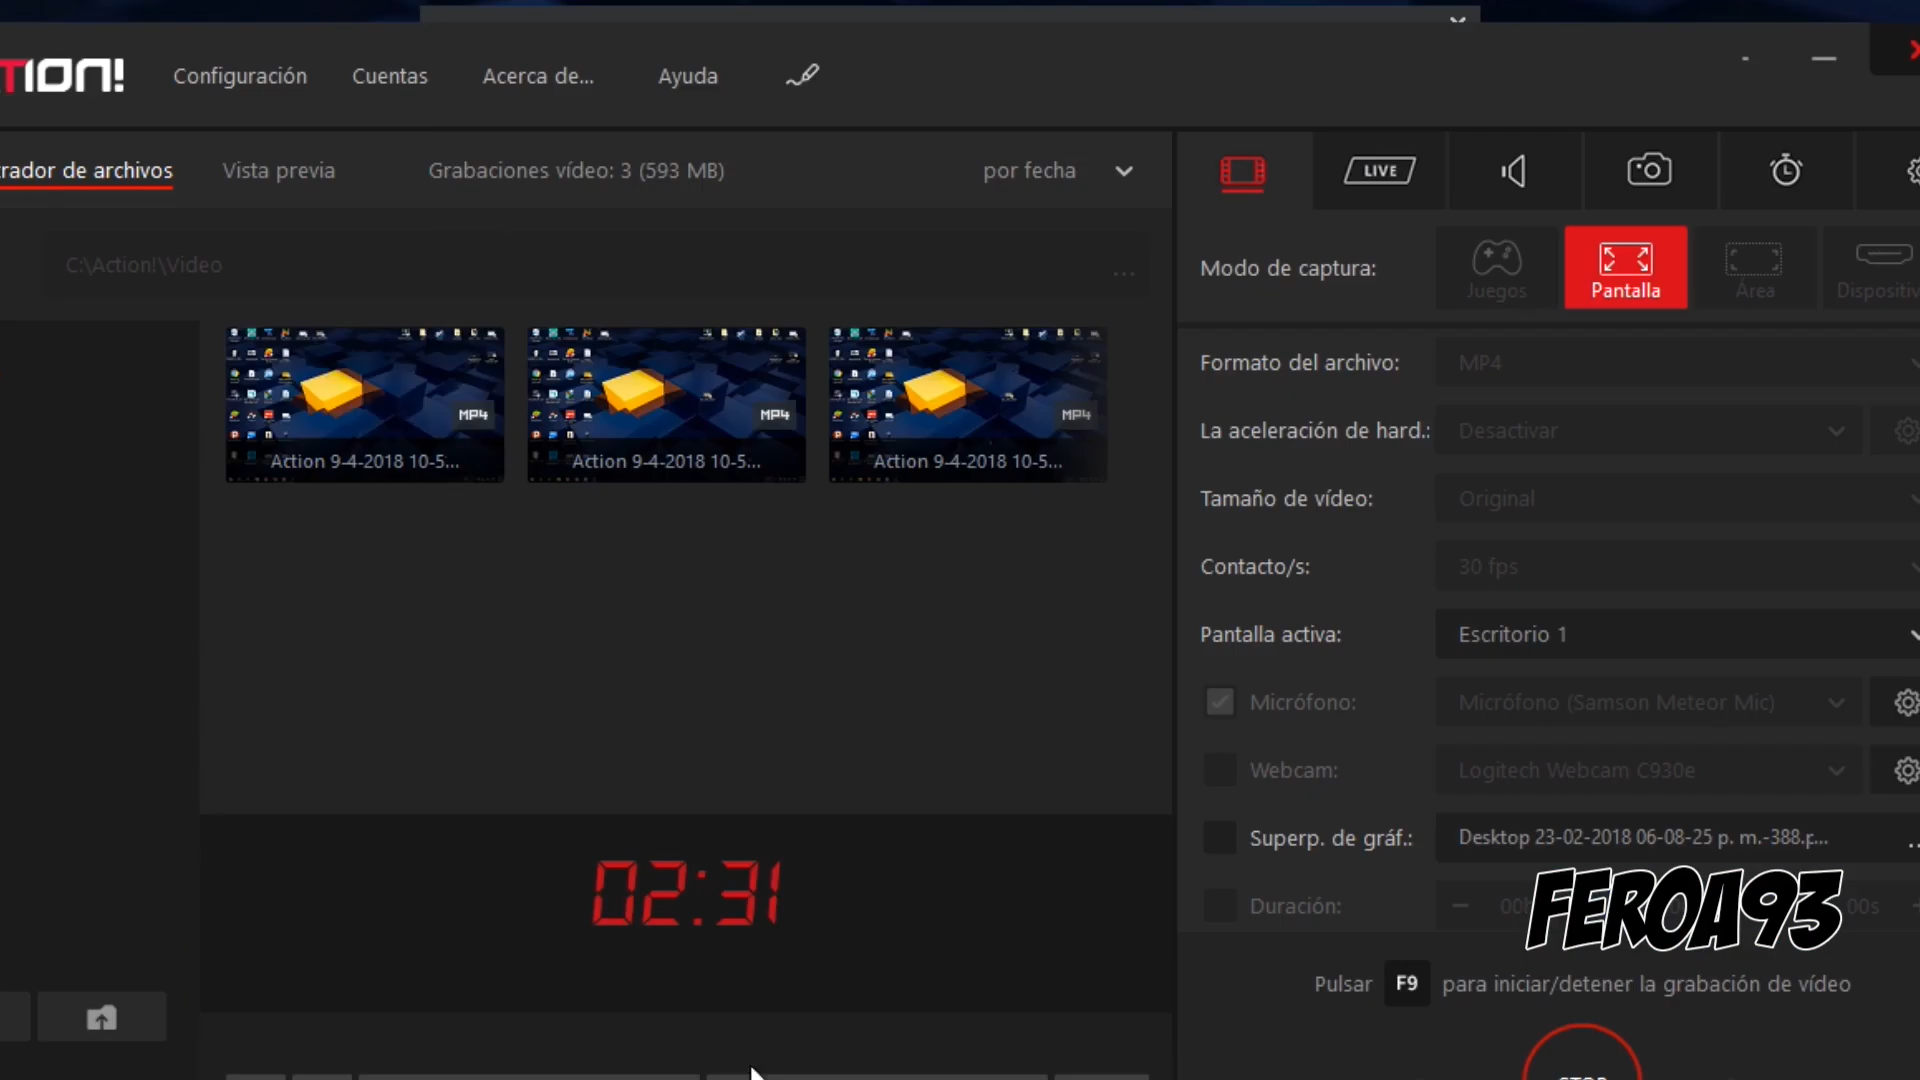 TION!
Configuración
Cuentas
Acerca de...
Ayuda
rador de archivos
Vista previa
Grabaciones vídeo: 3 (593 MB)
por fecha
LIVE
C:\Action!\Video
...
Modo de captura:
Juegos
Pantalla
Área
Dispositiv
MP4
Action 9-4-2018 10-5...
MP4
Action 9-4-2018 10-5...
MP4
Action 9-4-2018 10-5...
Formato del archivo:
MP4
La aceleración de hard.:
Desactivar
Tamaño de vídeo:
Original
Contacto/s:
30 fps
Pantalla activa:
Escritorio 1
Micrófono:
Micrófono (Samson Meteor Mic)
Webcam:
Logitech Webcam C930e
Superp. de gráf.:
Desktop 23-02-2018 06-08-25 p. m.-388.p...
Duración:
00s
FEROA93
02:31
Pulsar F9 para iniciar/detener la grabación de vídeo
STOP